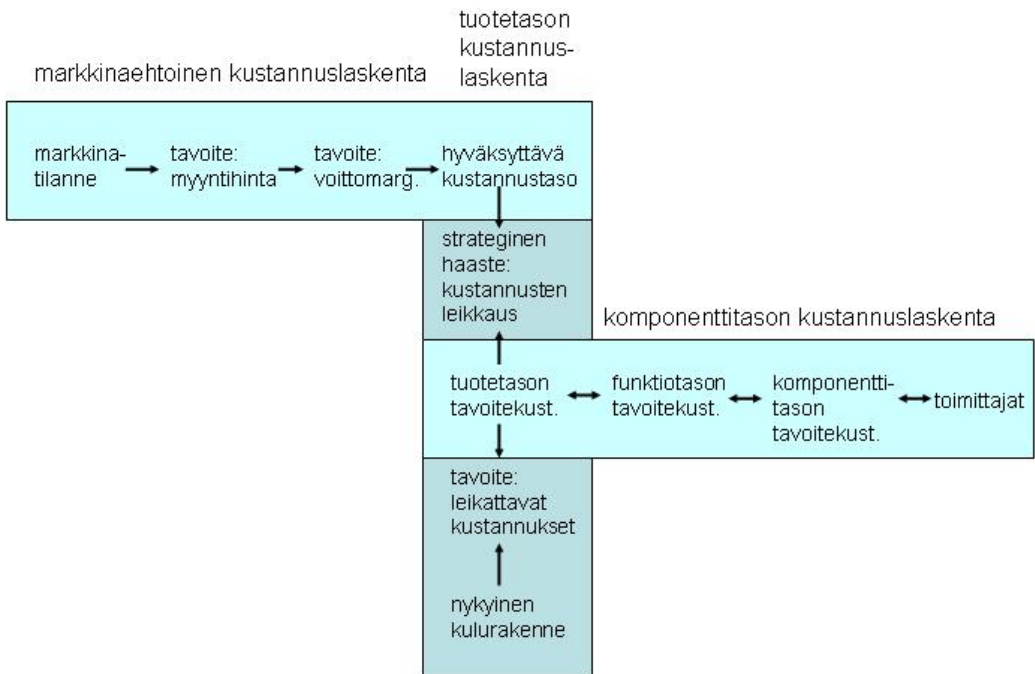 tuotetason
kustannus-
laskenta
markkinaehtoinen kustannuslaskenta
markkina-
tilanne
tavoite:
myyntihinta
tavoite:
voittomarg.
hyväksyttävä
kustannustaso
strateginen
haaste:
kustannusten
leikkaus
komponenttitason kustannuslaskenta
tuotetason
tavoitekust.
funktiotason
tavoitekust.
komponentti-
tason
tavoitekust.
toimittajat
tavoite:
leikattavat
kustannukset
nykyinen
kulurakenne